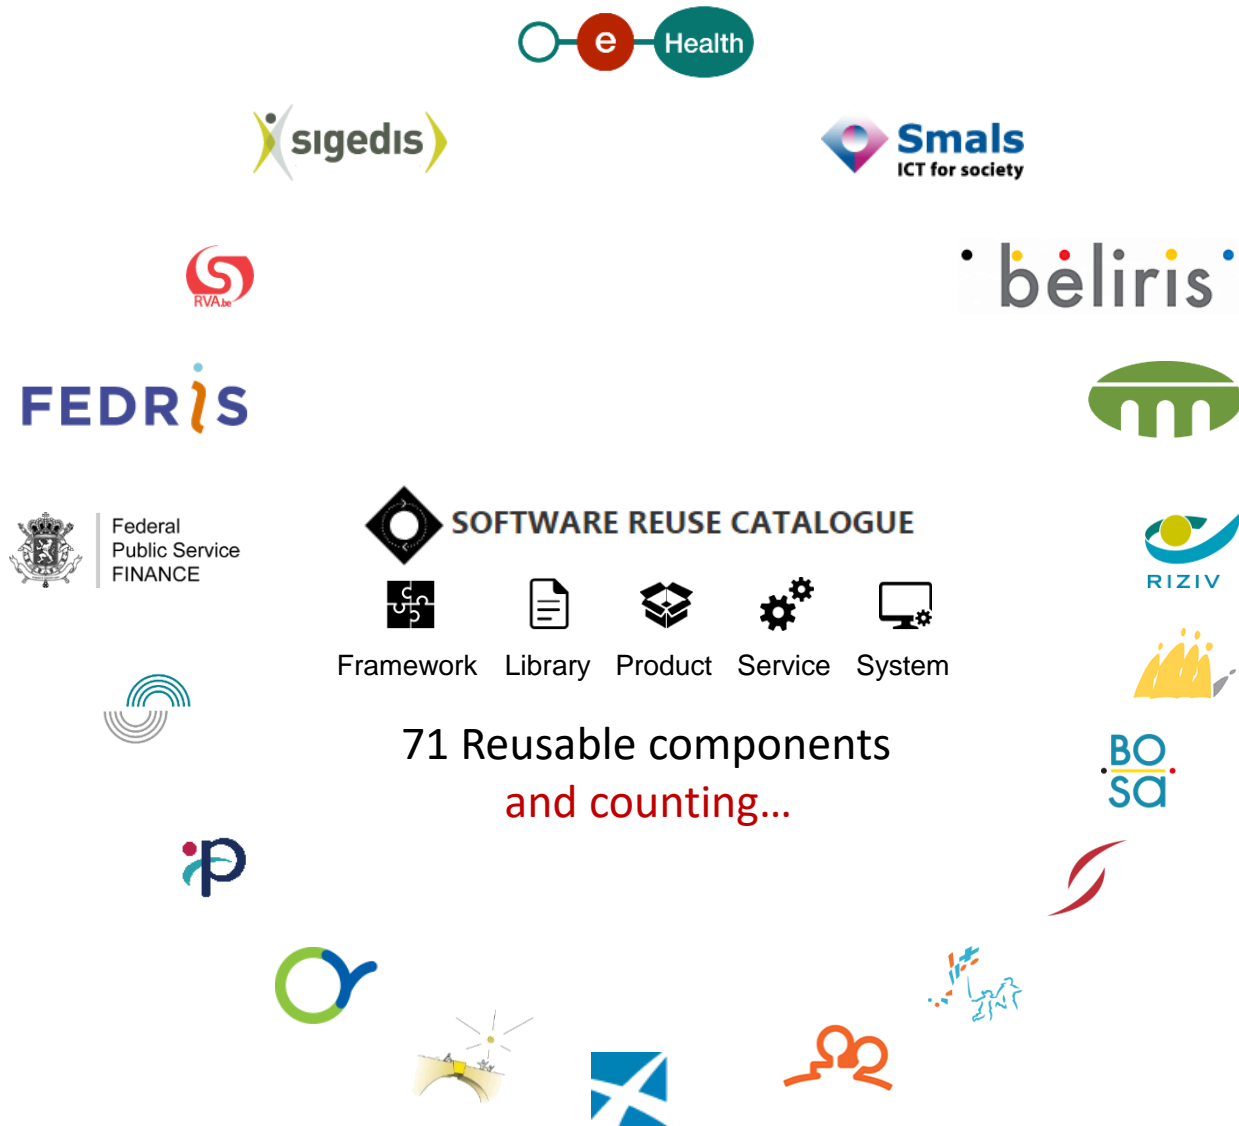 e Health
sigedis
Smals
ICT for society
RVA.be
beliris
FEDRIS
Federal
Public Service
FINANCE
SOFTWARE REUSE CATALOGUE
RIZIV
Framework Library Product Service System
71 Reusable components
BO
and counting...
sa